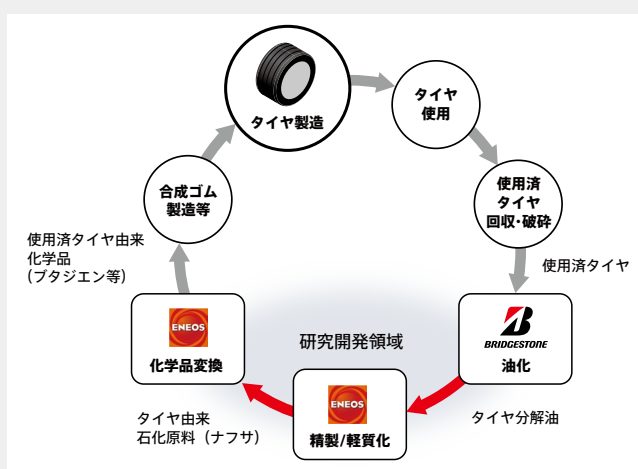 タイヤ製造
タイヤ
使用
使用済
タイヤ
回収・破砕
使用済タイヤ
BRIDGESTONE
油化
タイヤ分解油
研究開発領域
ENEOS
精製/軽質化
タイヤ由来
石化原料（ナフサ）
ENEOS
化学品変換
使用済タイヤ由来
化学品
(ブタジエン等)
合成ゴム
製造等